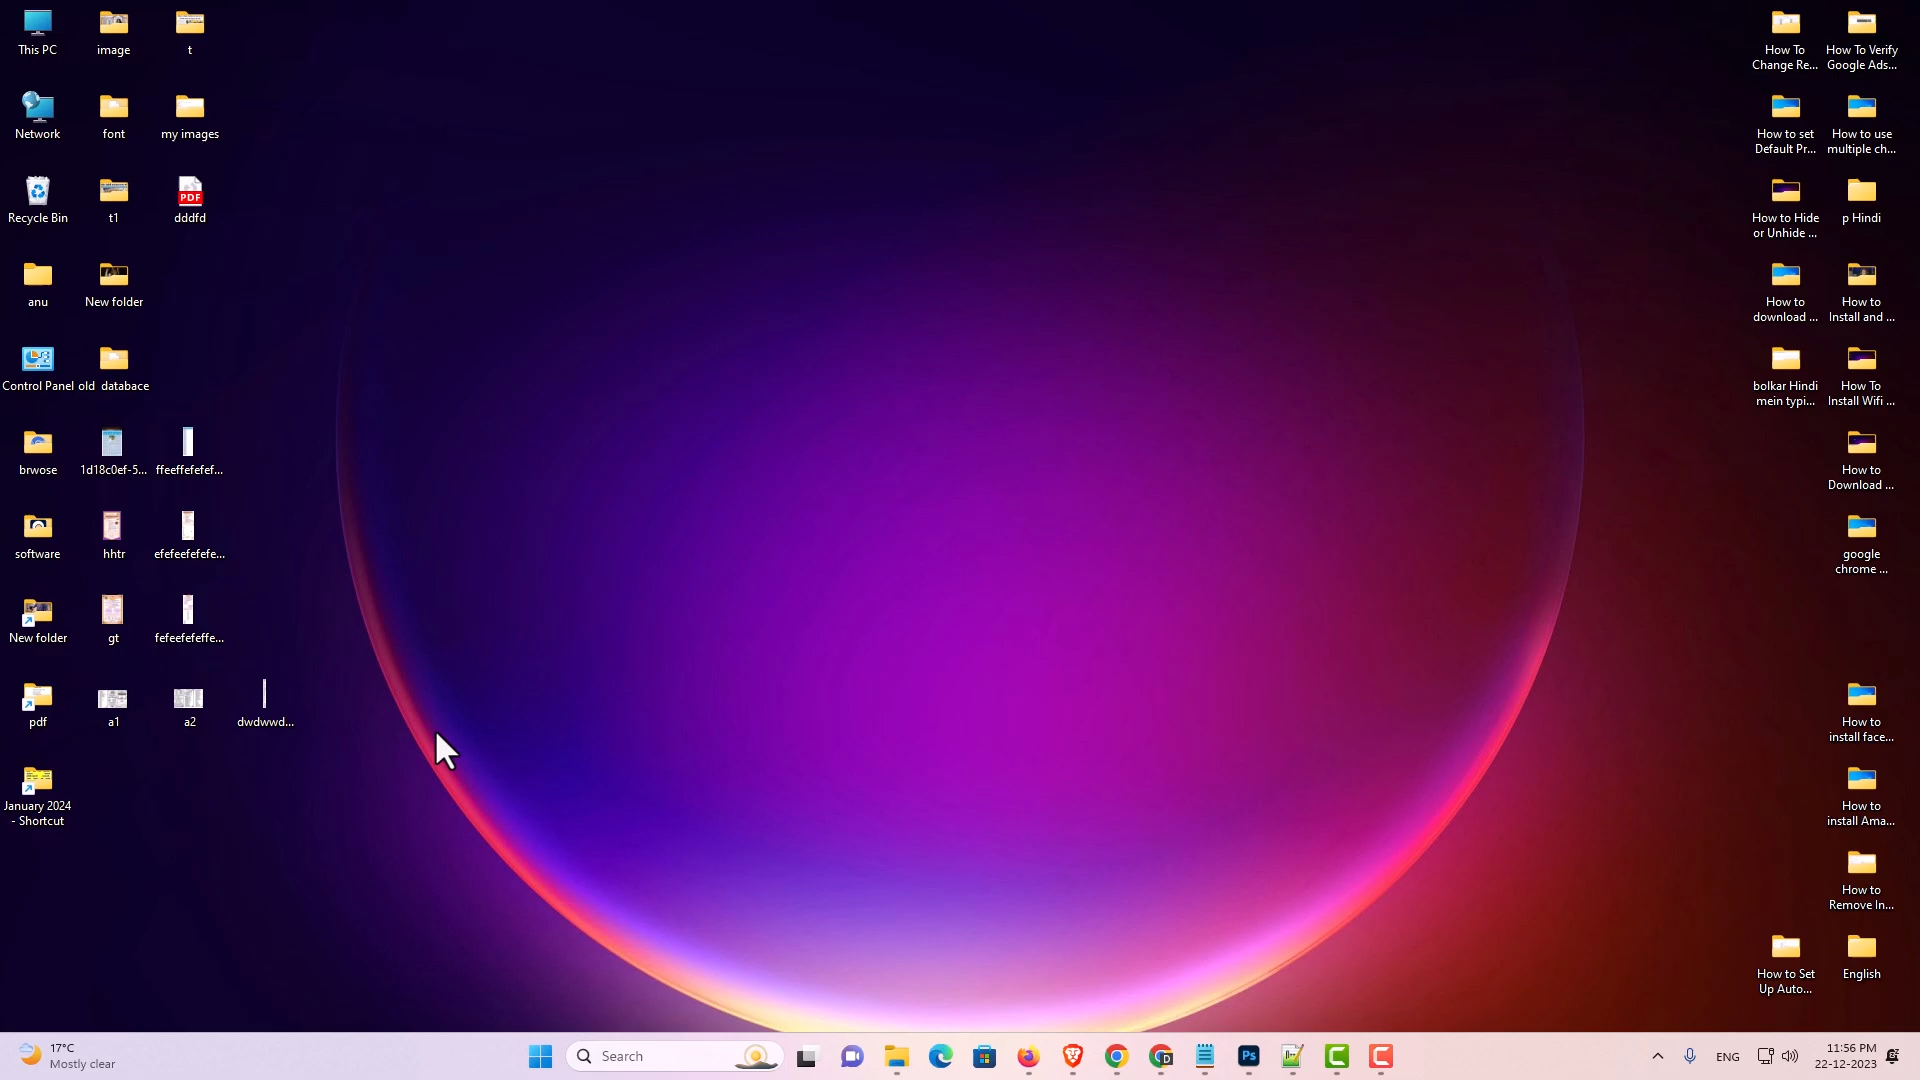 This PC
image
t
Network
font
my images
Recycle Bin
t1
PDF
dddfd
anu
New folder
Control Panel
old databace
brwose
1d18c0ef-5...
ffeeffefefef...
software
hhtr
efefeefefefe...
New folder
gt
fefeefefeffe...
pdf
a1
a2
dwdwwd...
January 2024
- Shortcut
How To
Change Re...
How To Verify
Google Ads...
How to set
Default Pr...
How to use
multiple ch...
How to Hide
or Unhide ...
p Hindi
How to
download ...
How to
Install and ...
bolkar Hindi
mein typi...
How To
Install Wifi ...
How to
Download ...
google
chrome ...
How to
install face...
How to
install Ama...
How to
Remove In...
How to Set
Up Auto...
English
17°C
Mostly clear
Search
D
Ps
ENG
11:56 PM
22-12-2023